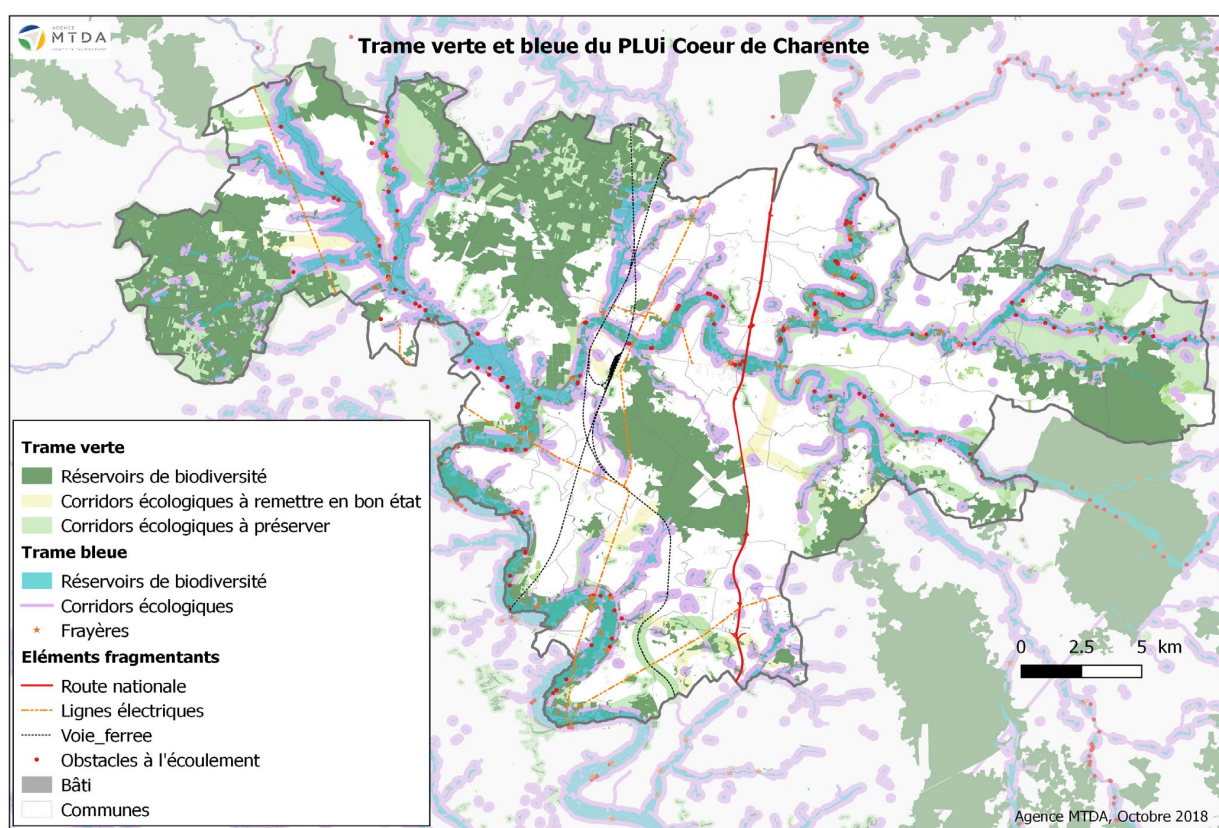 AGENCE
MTDA
Trame verte et bleue du PLUi Coeur de Charente
Trame verte
Réservoirs de biodiversité
Corridors écologiques à remettre en bon état
Corridors écologiques à préserver
Trame bleue
Réservoirs de biodiversité
Corridors écologiques
Frayères
Eléments fragmentants
Route nationale
Lignes électriques
Voie_ferree
Obstacles à l'écoulement
Bâti
Communes
0 2.5 5 km
Agence MTDA, Octobre 2018